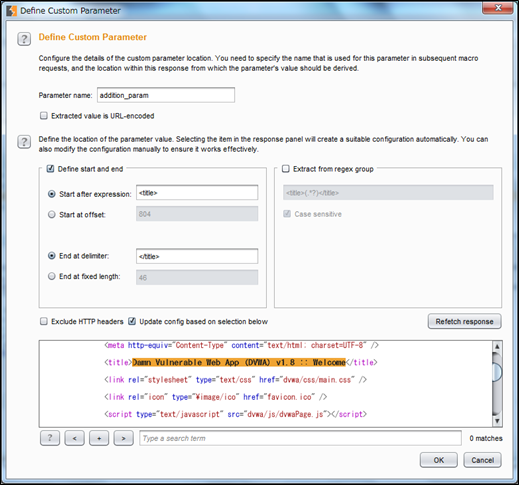 Define Custom Parameter
? Define Custom Parameter
Configure the details of the custom parameter location. You need to specify the name that is used for this parameter in subsequent macro
requests, and the location within this response from which the parameter's value should be derived.
Parameter name: addition_param
Extracted value is URL-encoded
? Define the location of the parameter value. Selecting the item in the response panel will create a suitable configuration automatically. You can
also modify the configuration manually to ensure it works effectively.
Define start and end
Start after expression: <title>
Start at offset: 804
End at delimiter: </title>
End at fixed length: 46
Extract from regex group
<title>(.*?)</title>
Case sensitive
Exclude HTTP headers Update config based on selection below Refetch response
<meta http-equiv="Content-Type" content="text/html; charset=UTF-8" />
<title>Damn Vulnerable Web App (DVWA) v1.8 :: Welcome</title>
<link rel="stylesheet" type="text/css" href="dvwa/css/main.css" />
<link rel="icon" type="¥image/ico" href="favicon.ico" />
<script type="text/javascript" src="dvwa/js/dvwaPage.js"></script>
? < + > Type a search term 0 matches
OK Cancel